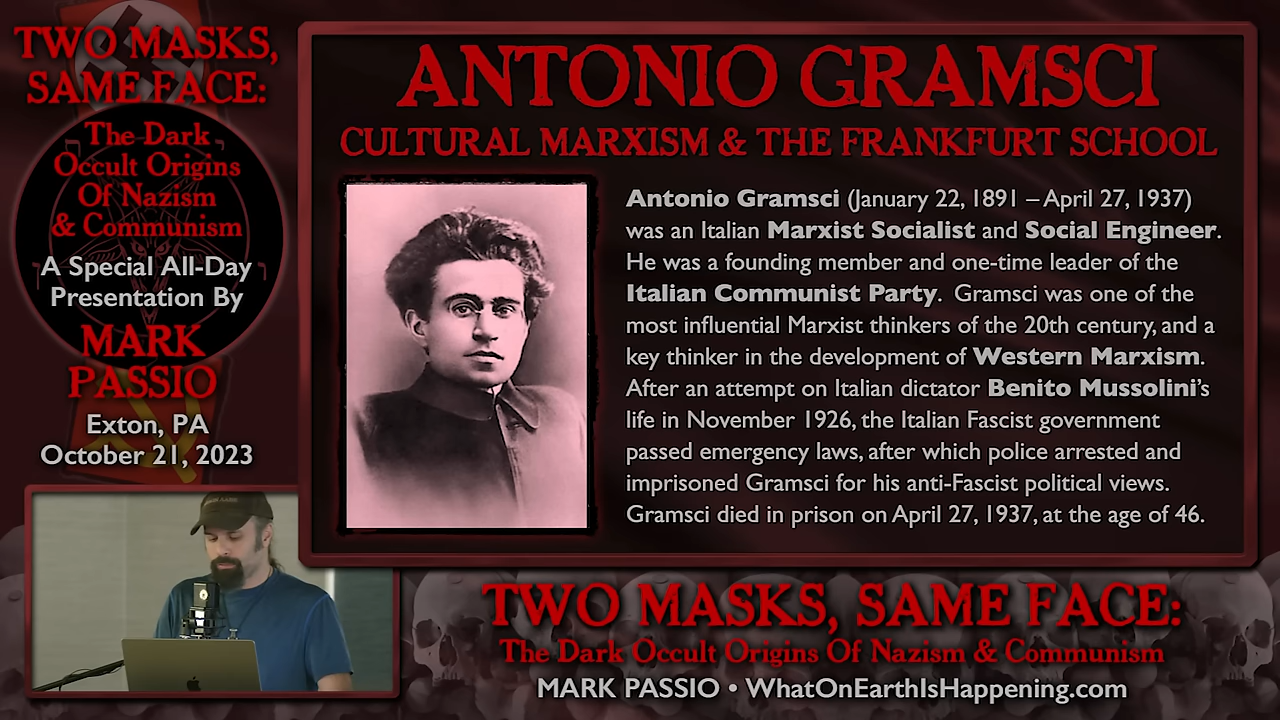 TWO MASKS,
SAME FACE:
The Dark
Occult Origins
Of Nazism
& Communism
A Special All-Day
Presentation By
MARK
PASSIO
Exton, PA
October 21, 2023
ANTONIO GRAMSCI
CULTURAL MARXISM & THE FRANKFURT SCHOOL
Antonio Gramsci (January 22, 1891 – April 27, 1937)
was an Italian Marxist Socialist and Social Engineer.
He was a founding member and one-time leader of the
Italian Communist Party. Gramsci was one of the
most influential Marxist thinkers of the 20th century, and a
key thinker in the development of Western Marxism.
After an attempt on Italian dictator Benito Mussolini’s
life in November 1926, the Italian Fascist government
passed emergency laws, after which police arrested and
imprisoned Gramsci for his anti-Fascist political views.
Gramsci died in prison on April 27, 1937, at the age of 46.
TWO MASKS, SAME FACE:
The Dark Occult Origins Of Nazism & Communism
MARK PASSIO • WhatOnEarthIsHappening.com